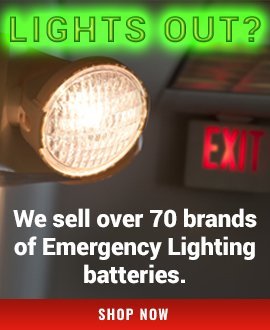 LIGHTS OUT?
EXIT
We sell over 70 brands
of Emergency Lighting
batteries.
SHOP NOW